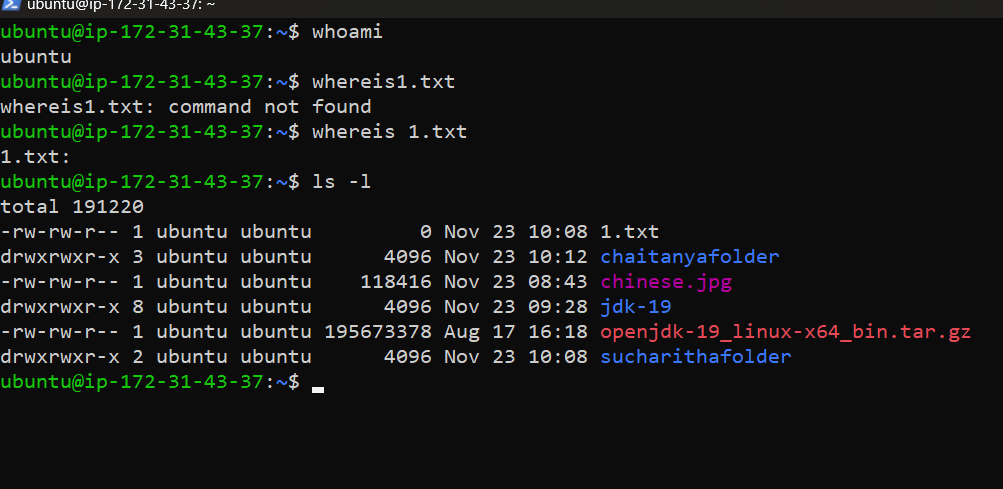 ubuntu@ip-172-31-43-37: ~
ubuntu@ip-172-31-43-37:~$ whoami
ubuntu
ubuntu@ip-172-31-43-37:~$ whereis1.txt
whereis1.txt: command not found
ubuntu@ip-172-31-43-37:~$ whereis 1.txt
1.txt:
ubuntu@ip-172-31-43-37:~$ ls -l
total 191220
-rw-rw-r-- 1 ubuntu ubuntu         0 Nov 23 10:08 1.txt
drwxrwxr-x 3 ubuntu ubuntu      4096 Nov 23 10:12 chaitanyafolder
-rw-rw-r-- 1 ubuntu ubuntu    118416 Nov 23 08:43 chinese.jpg
drwxrwxr-x 8 ubuntu ubuntu      4096 Nov 23 09:28 jdk-19
-rw-rw-r-- 1 ubuntu ubuntu 195673378 Aug 17 16:18 openjdk-19_linux-x64_bin.tar.gz
drwxrwxr-x 2 ubuntu ubuntu      4096 Nov 23 10:08 sucharithafolder
ubuntu@ip-172-31-43-37:~$